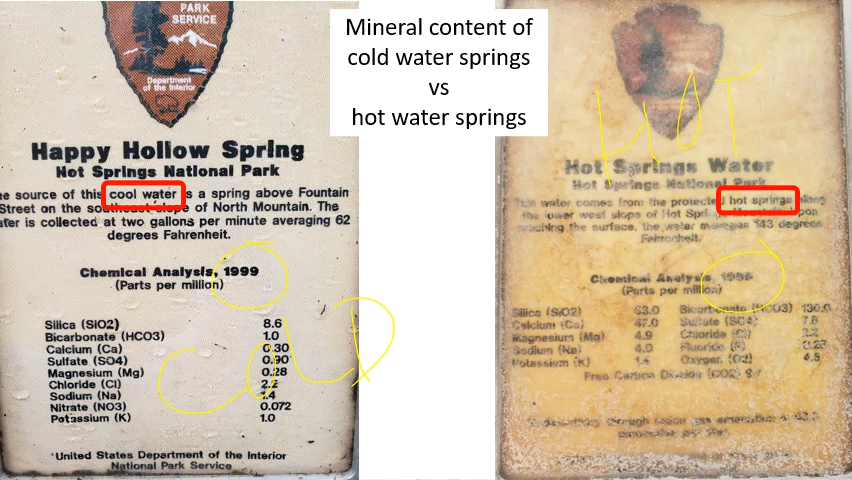 PARK
SERVICE
Department
of the Interior
Happy Hollow Spring
Hot Springs National Park
e source of this cool water is a spring above Fountain
Street on the southeast slope of North Mountain. The
ater is collected at two gallons per minute averaging 62
degrees Fahrenheit.
Chemical Analysis, 1999
(Parts per million)
Silica (SiO2) 8.6
Bicarbonate (HCO3) 1.0
Calcium (Ca) 0.30
Sulfate (SO4) 0.90
Magnesium (Mg) 0.28
Chloride (Cl) 2.2
Sodium (Na) 1.4
Nitrate (NO3) 0.072
Potassium (K) 1.0
United States Department of the Interior
National Park Service
cold
Mineral content of
cold water springs
vs
hot water springs
HOT
Hot Springs Water
Hot Springs National Park
This water comes from the protected hot springs along
the lower west slope of Hot Springs Mountain. Upon
reaching the surface, the water averages 143 degrees
Fahrenheit.
Chemical Analysis,
(Parts per million)
Silica (SiO2) 53.0 Bicarbonate (HCO3) 130.0
Calcium (Ca) 47.0 Sulfate (SO4) 7.8
Magnesium (Mg) 4.9 Chloride (Cl) 2.2
Sodium (Na) 4.0 Fluoride (F)
Potassium (K) 1.4 Oxygen (O2)
Free Carbon Dioxide (CO2)